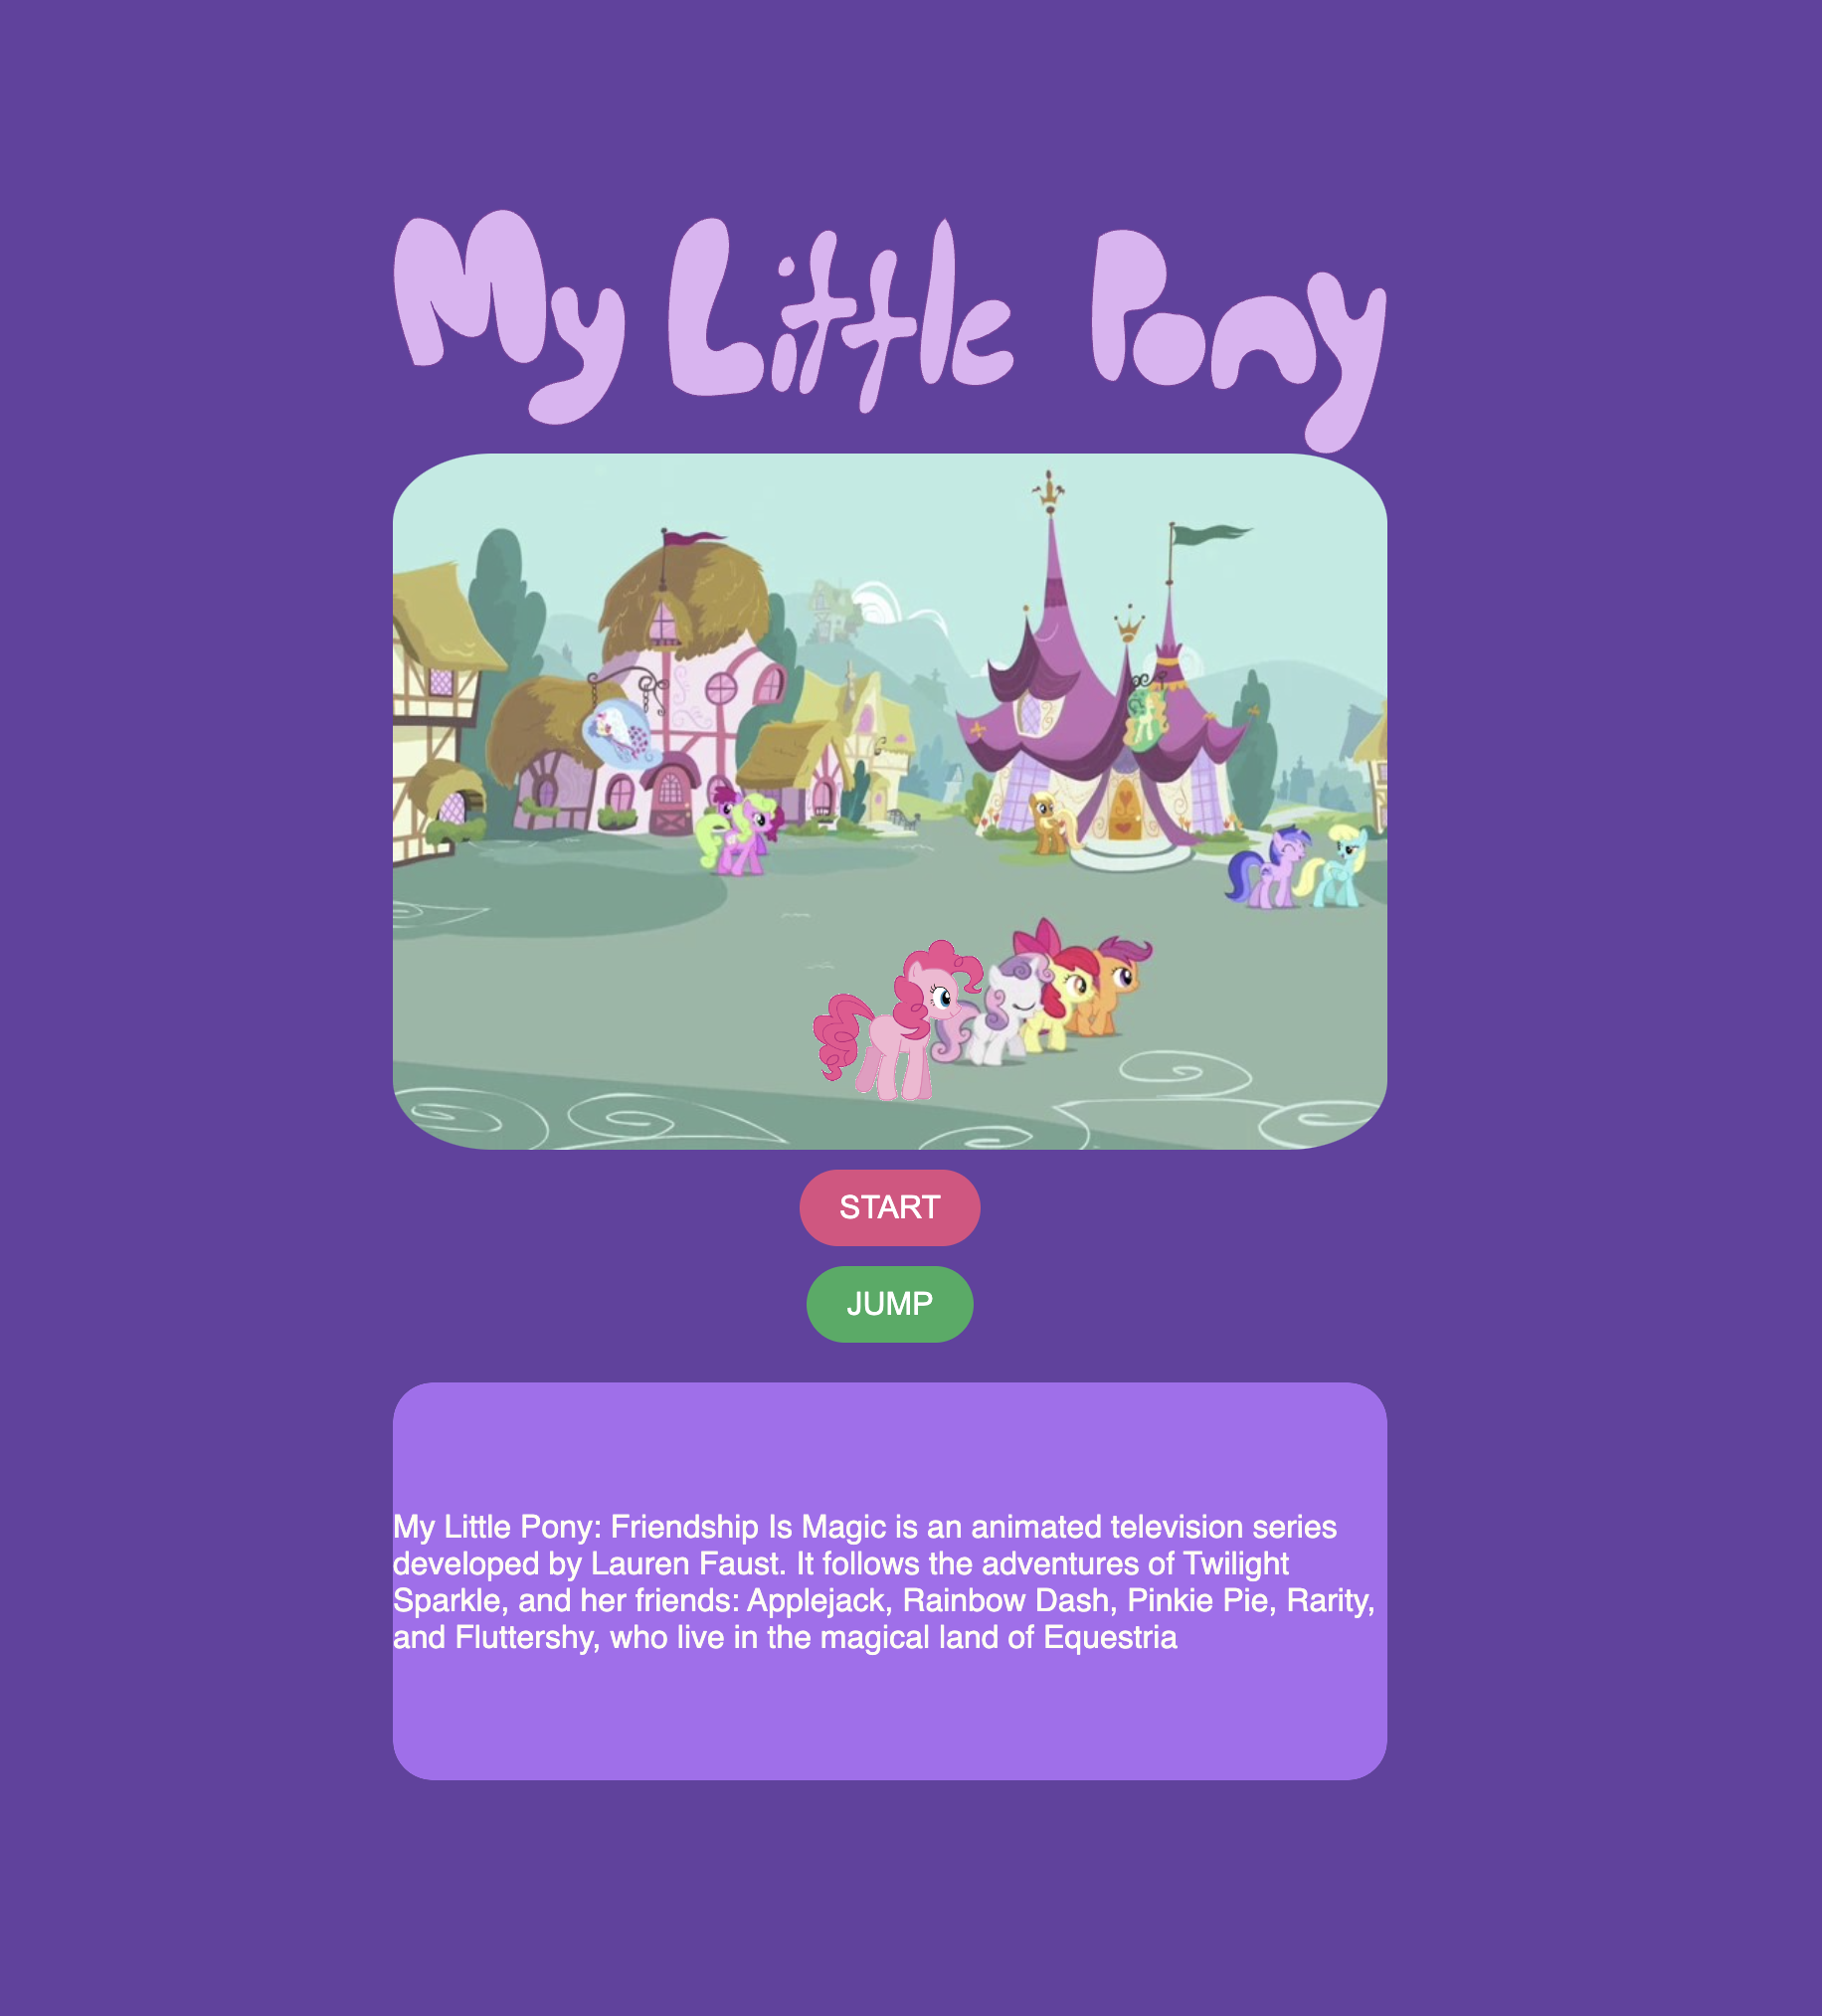 My Little Pony
START
JUMP
My Little Pony: Friendship Is Magic is an animated television series
developed by Lauren Faust. It follows the adventures of Twilight
Sparkle, and her friends: Applejack, Rainbow Dash, Pinkie Pie, Rarity,
and Fluttershy, who live in the magical land of Equestria